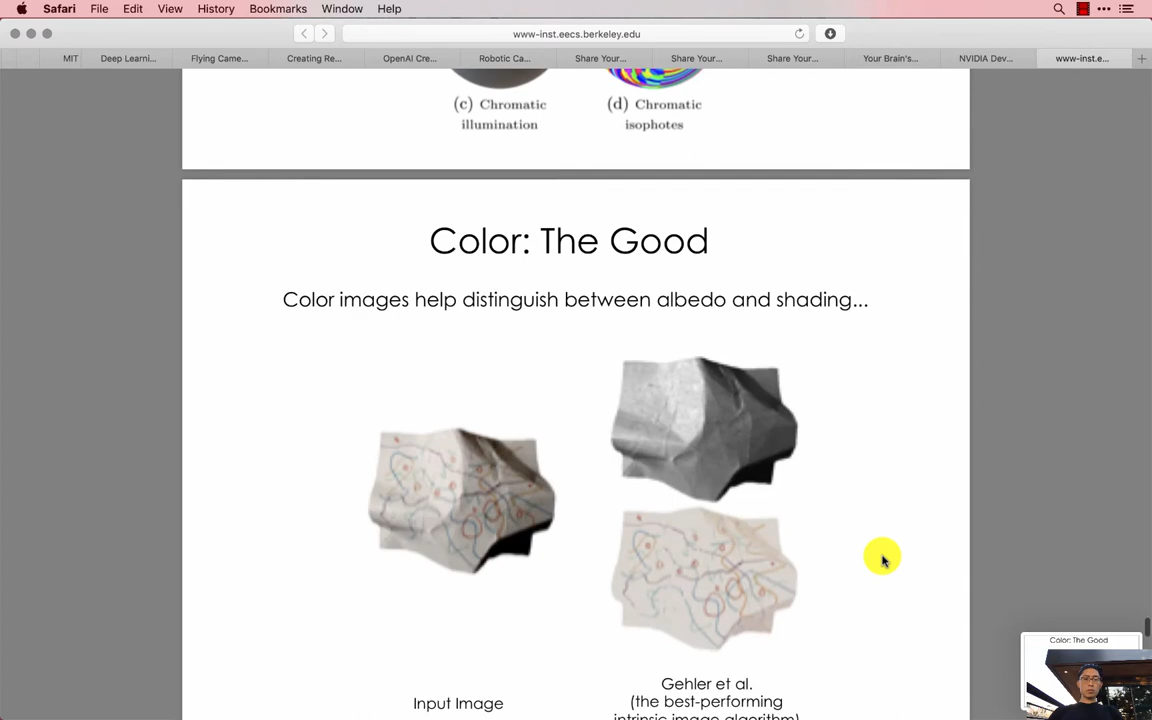 Safari File Edit View History Bookmarks Window Help
www-inst.eecs.berkeley.edu
MIT Deep Learni... Flying Came... Creating Re... OpenAI Cre... Robotic Ca... Share Your... Share Your... Share Your... Your Brain's... NVIDIA Dev... www-inst.e...
(c) Chromatic
illumination
(d) Chromatic
isophotes
Color: The Good
Color images help distinguish between albedo and shading...
Input Image
Gehler et al.
(the best-performing
intrinsic image algorithm)
Color: The Good